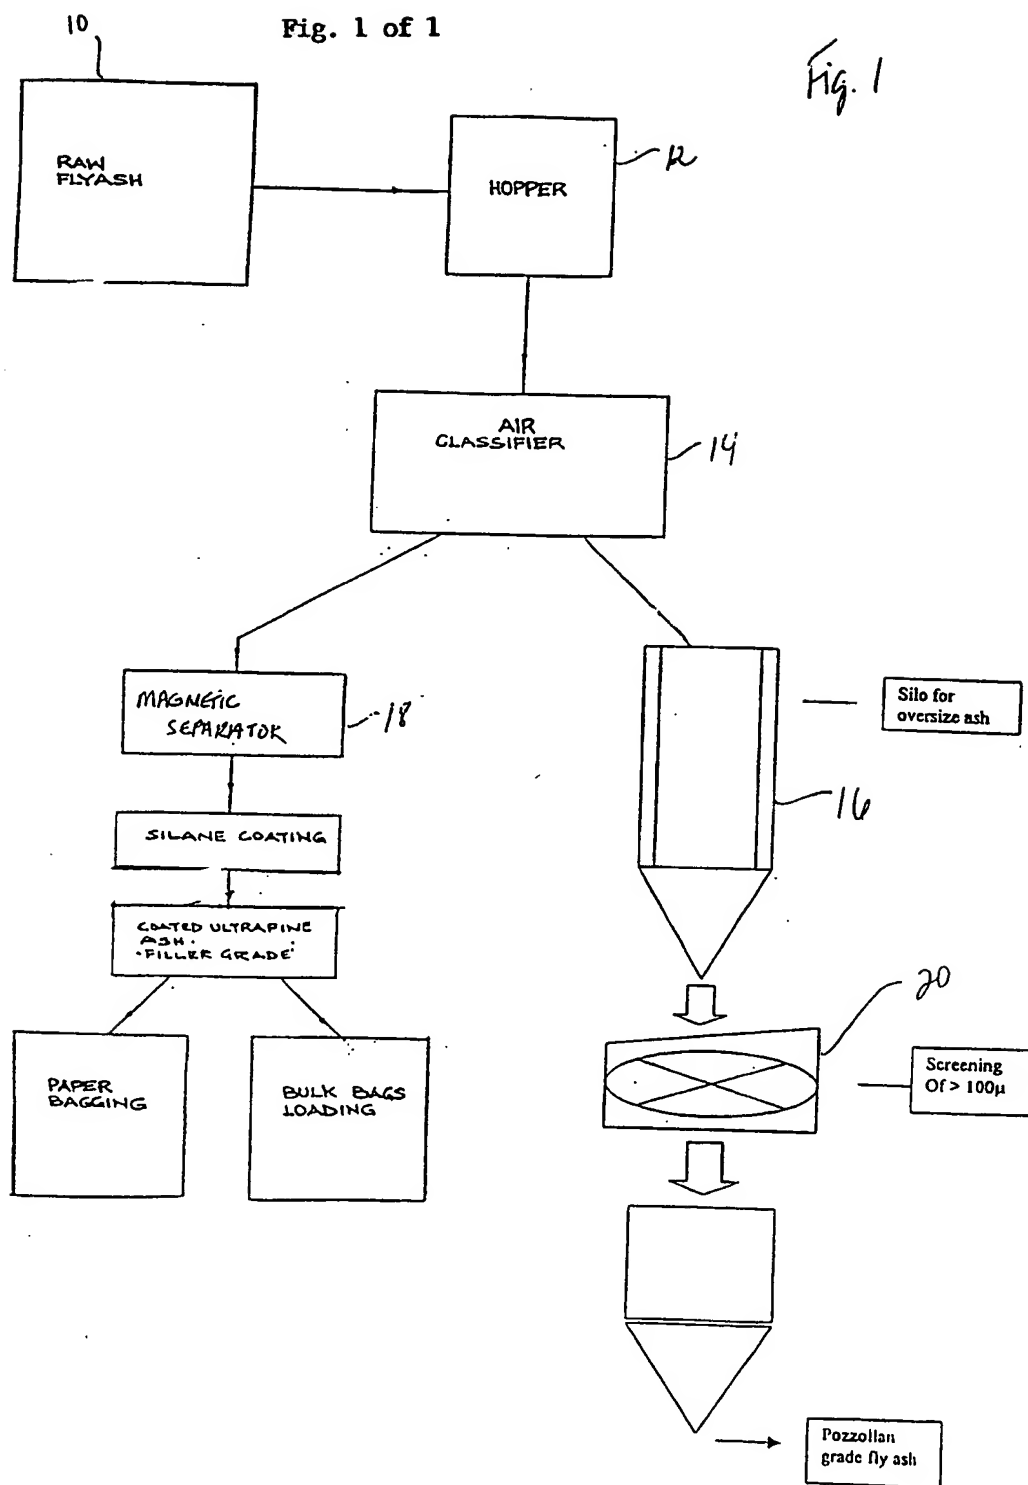 10
Fig. 1 of 1
Fig. 1
RAW
FLYASH
HOPPER
12
AIR
CLASSIFIER
14
MAGNETIC
SEPARATOR
18
Silo for
oversize ash
16
SILANE COATING
COATED ULTRAFINE
ASH.
'FILLER GRADE'
20
Screening
Of > 100µ
PAPER
BAGGING
BULK BAGS
LOADING
Pozzollan
grade fly ash